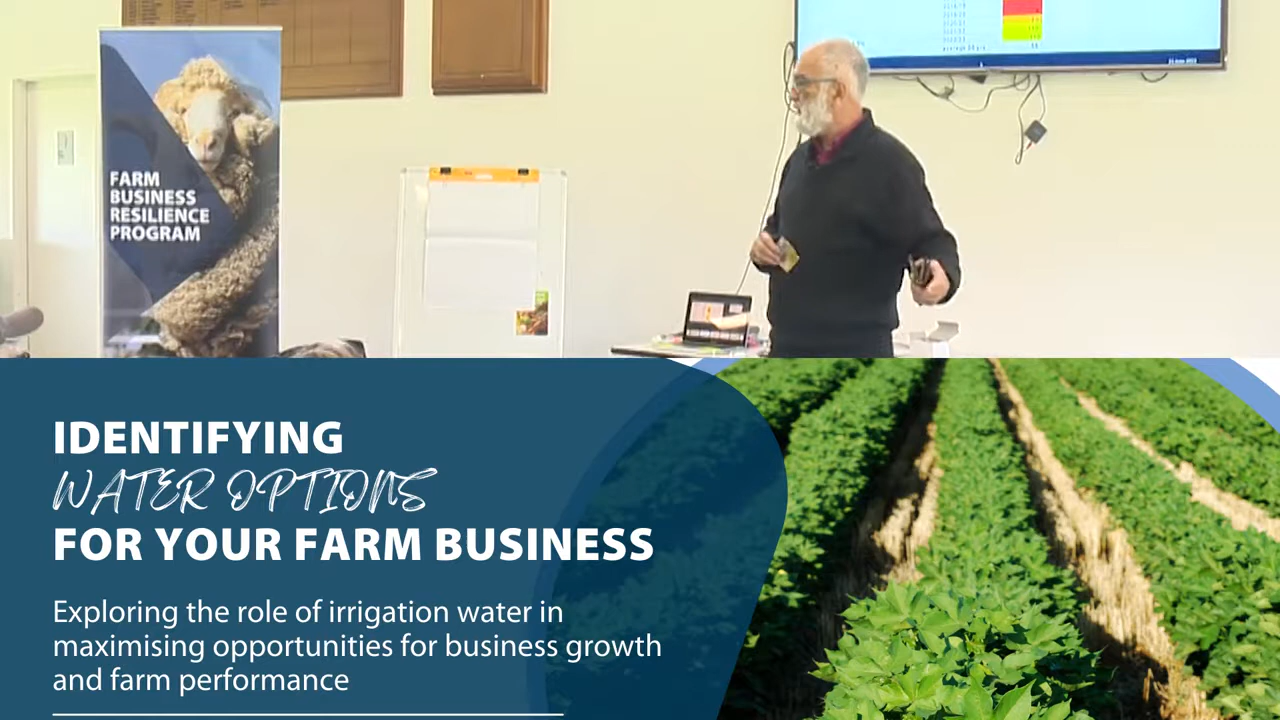 FARM
BUSINESS
RESILIENCE
PROGRAM
IDENTIFYING
WATER OPTIONS
FOR YOUR FARM BUSINESS
Exploring the role of irrigation water in
maximising opportunities for business growth
and farm performance